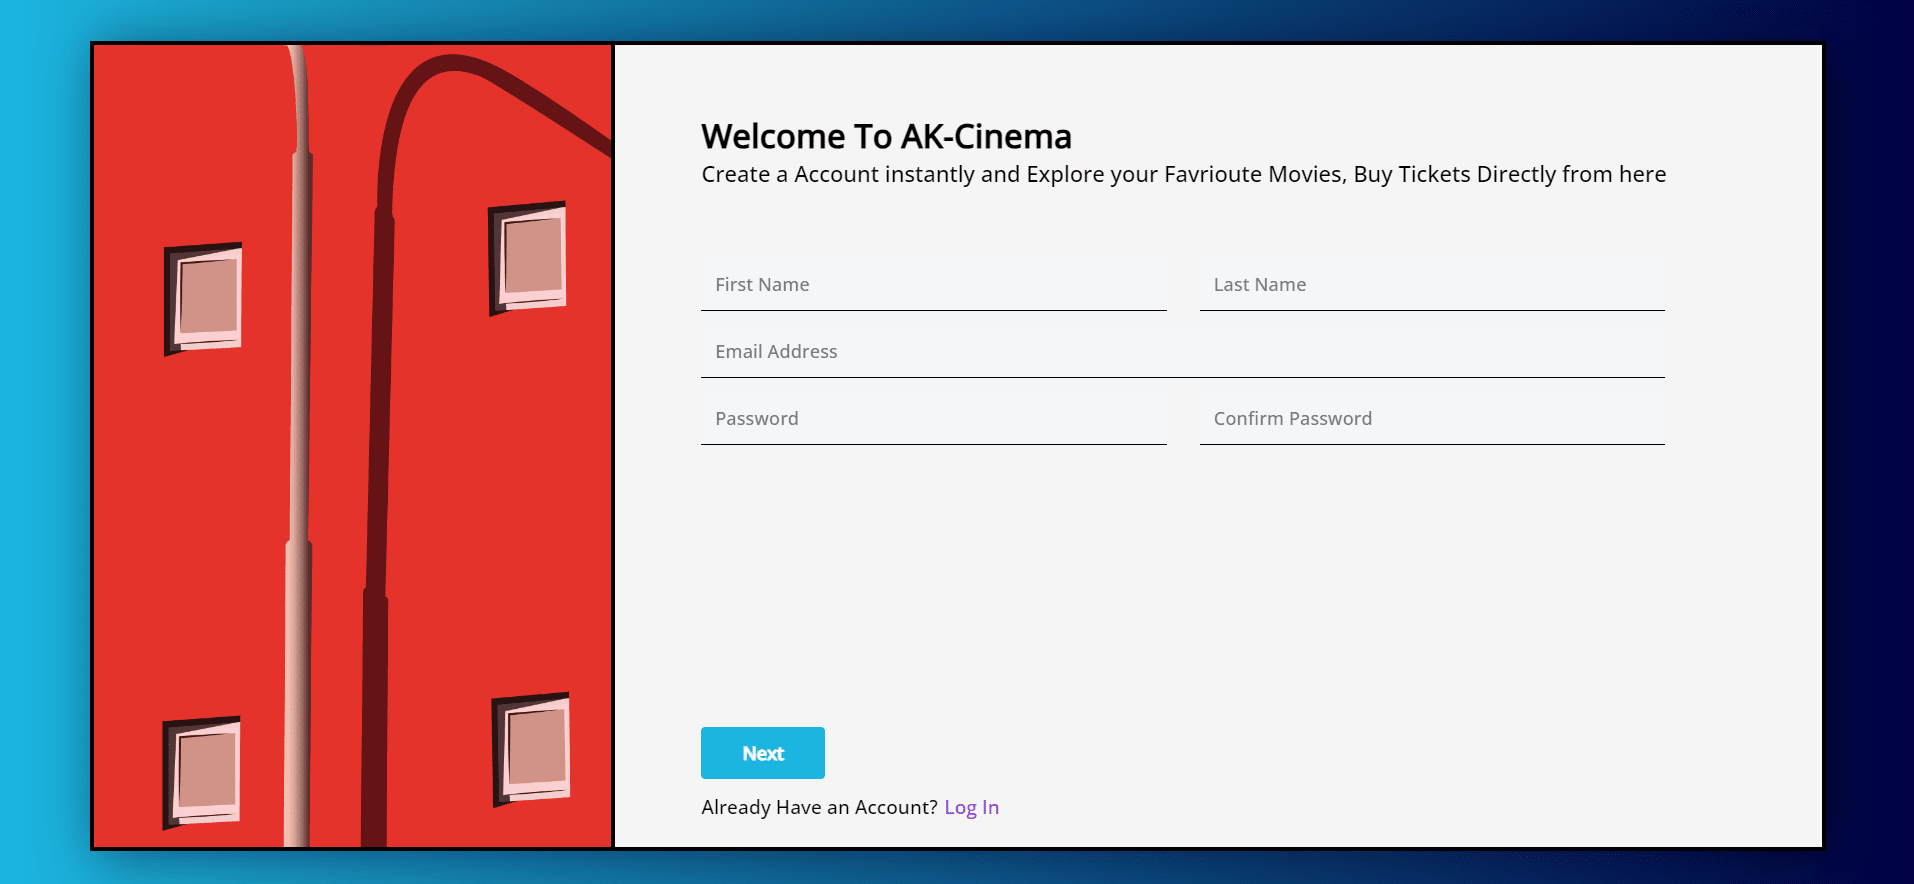 Welcome To AK-Cinema
Create a Account instantly and Explore your Favrioute Movies, Buy Tickets Directly from here
First Name
Last Name
Email Address
Password
Confirm Password
Next
Already Have an Account? Log In